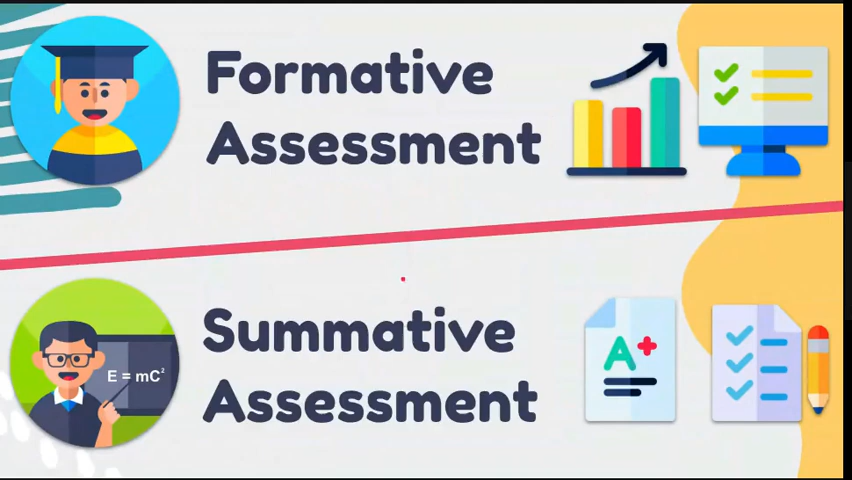 Formative
Assessment
E = mC²
Summative
Assessment
A+